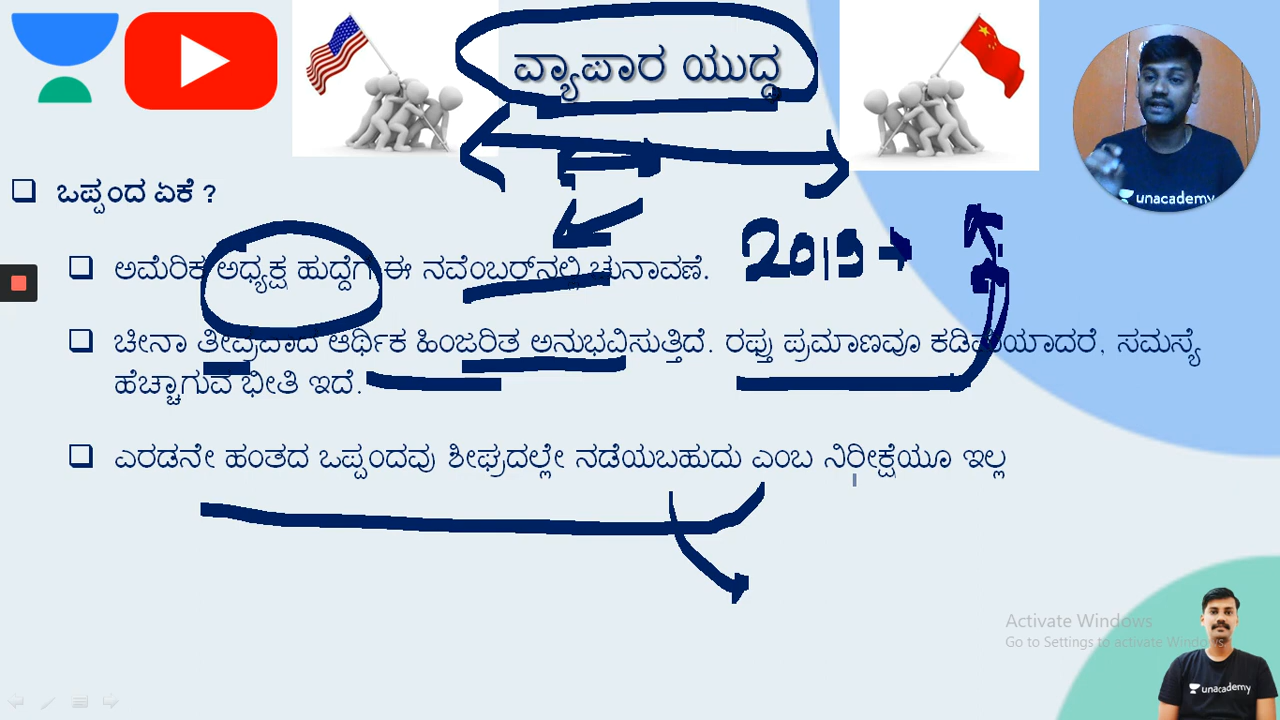 ವ್ಯಾಪಾರ ಯುದ್ಧ
unacademy
ಒಪ್ಪಂದ ಏಕೆ ?
ಅಮೆರಿಕ ಅಧ್ಯಕ್ಷ ಹುದ್ದೆಗೆ ಈ ನವೆಂಬರ್‌ನಲ್ಲಿ ಚುನಾವಣೆ.
2019
ಚೀನಾ ತೀವ್ರವಾದ ಆರ್ಥಿಕ ಹಿಂಜರಿತ ಅನುಭವಿಸುತ್ತಿದೆ. ರಫ್ತು ಪ್ರಮಾಣವೂ ಕಡಿಮೆಯಾದರೆ, ಸಮಸ್ಯೆ
ಹೆಚ್ಚಾಗುವ ಭೀತಿ ಇದೆ.
ಎರಡನೇ ಹಂತದ ಒಪ್ಪಂದವು ಶೀಘ್ರದಲ್ಲೇ ನಡೆಯಬಹುದು ಎಂಬ ನಿರೀಕ್ಷೆಯೂ ಇಲ್ಲ
Activate Windows
Go to Settings to activate Windows
unacademy